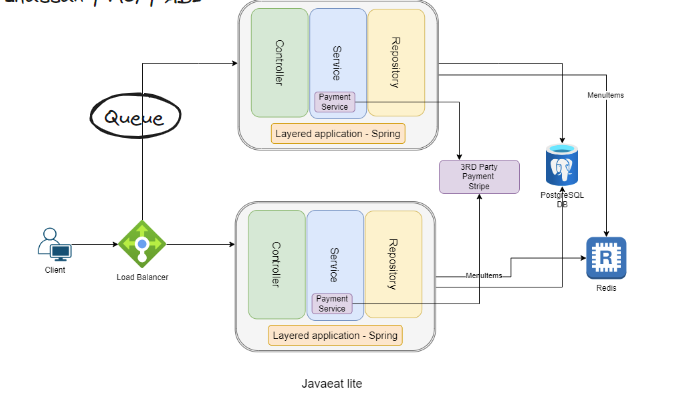 Controller
Service
Repository
Payment
Service
Layered application - Spring
MenuItems
Queue
3RD Party
Payment
Stripe
PostgreSQL
DB
Client
Load Balancer
Controller
Service
Repository
Payment
Service
Layered application - Spring
MenuItems
R
Redis
Javaeat lite